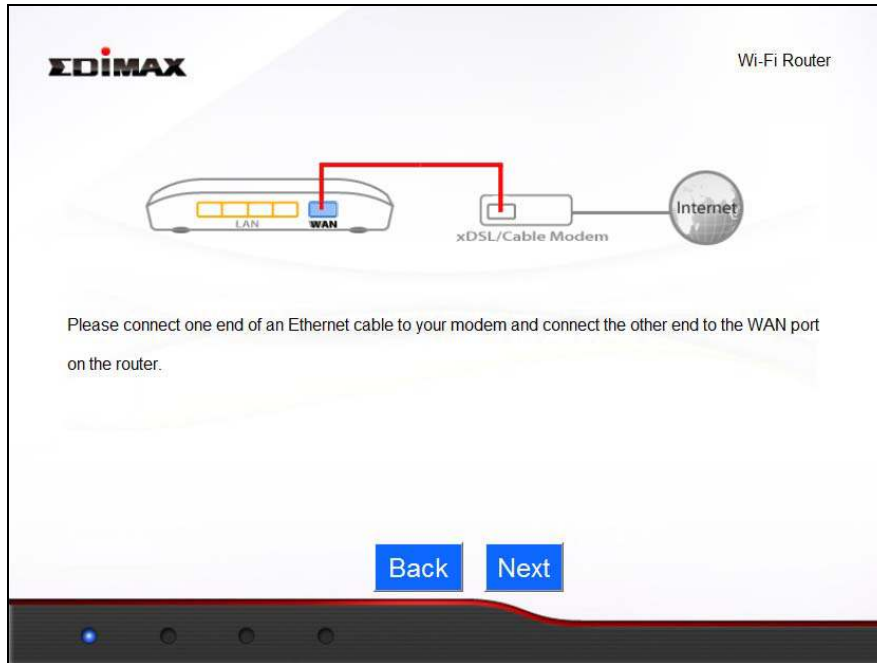 EDIMAX
Wi-Fi Router
LAN
WAN
xDSL/Cable Modem
Internet
Please connect one end of an Ethernet cable to your modem and connect the other end to the WAN port
on the router.
Back
Next